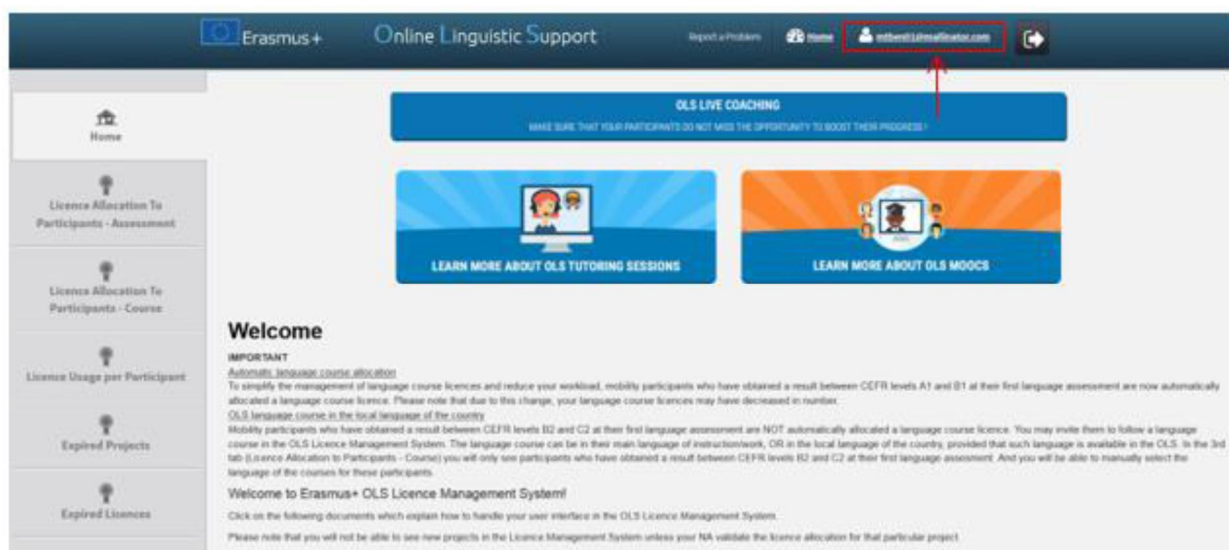 Erasmus+
Online Linguistic Support
Report a Problem
Home
OLS LIVE COACHING
MAKE SURE THAT YOUR PARTICIPANTS DO NOT MISS THE OPPORTUNITY TO BOOST THEIR PROGRESS !
Home
Licence Allocation To
Participants - Assessment
Licence Allocation To
Participants - Course
Licence Usage per Participant
Expired Projects
Expired Licences
LEARN MORE ABOUT OLS TUTORING SESSIONS
LEARN MORE ABOUT OLS MOOCS
Welcome
IMPORTANT
Automatic language course allocation
To simplify the management of language course licences and reduce your workload, mobility participants who have obtained a result between CEFR levels A1 and B1 at their first language assessment are now automatically
allocated a language course licence. Please note that due to this change, your language course licences may have decreased in number.
OLS language course in the local language of the country
Mobility participants who have obtained a result between CEFR levels B2 and C2 at their first language assessment are NOT automatically allocated a language course licence. You may invite them to follow a language
course in the OLS Licence Management System. The language course can be in their main language of instruction/work, OR in the local language of the country, provided that such language is available in the OLS. In the 3rd
tab (Licence Allocation to Participants - Course) you will only see participants who have obtained a result between CEFR levels B2 and C2 at their first language assessment. And you will be able to manually select the
language of the courses for these participants.
Welcome to Erasmus+ OLS Licence Management System!
Click on the following documents which explain how to handle your user interface in the OLS Licence Management System.
Please note that you will not be able to see new projects in the Licence Management System unless your NA validate the licence allocation for that particular project